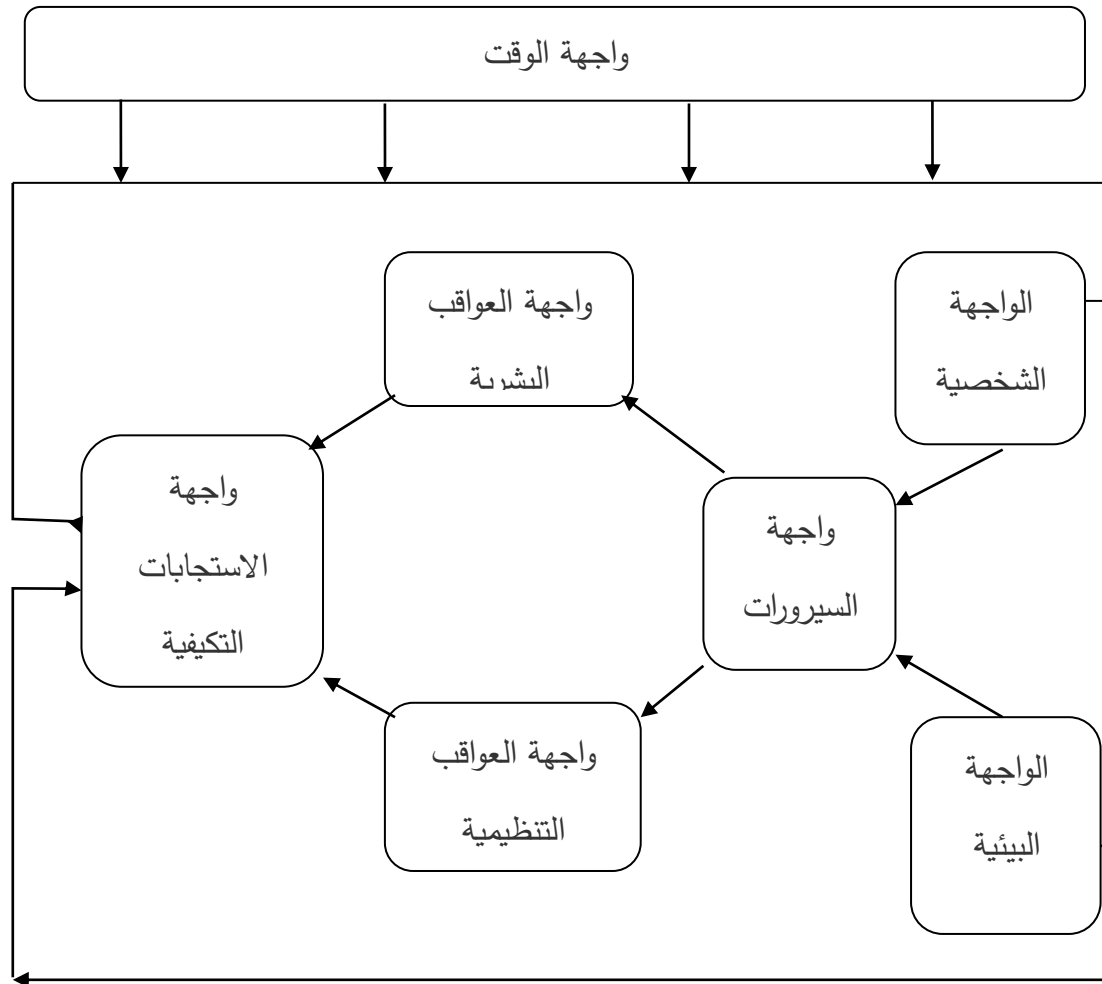 واجهة الوقت
الواجهة
الشخصية
واجهة العواقب
البشرية
واجهة
السيرورات
واجهة
الاستجابات
التكيفية
واجهة العواقب
التنظيمية
الواجهة
البيئية